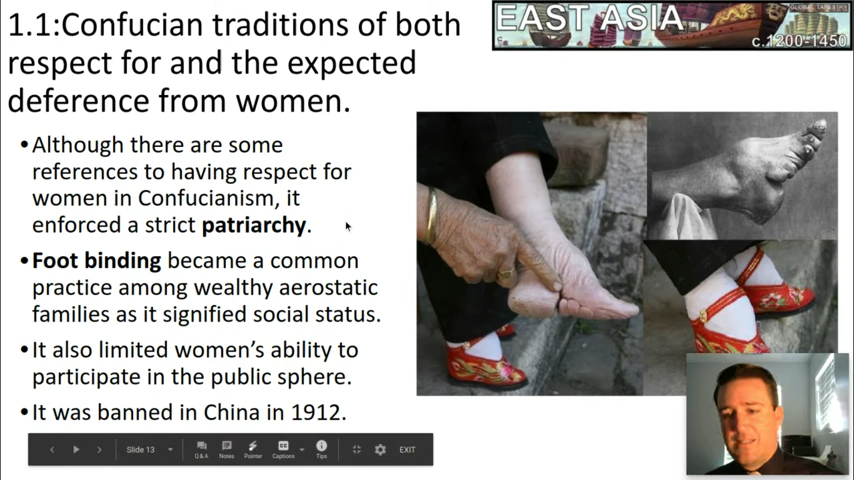 1.1:Confucian traditions of both
respect for and the expected
deference from women.
•Although there are some
references to having respect for
women in Confucianism, it
enforced a strict patriarchy.
•Foot binding became a common
practice among wealthy aerostatic
families as it signified social status.
•It also limited women's ability to
participate in the public sphere.
•It was banned in China in 1912.
EAST ASIA
GLOBAL TAPESTRY
c.1200-1450
Slide 13
Q&A
Notes
Pointer
Captions
Tips
EXIT